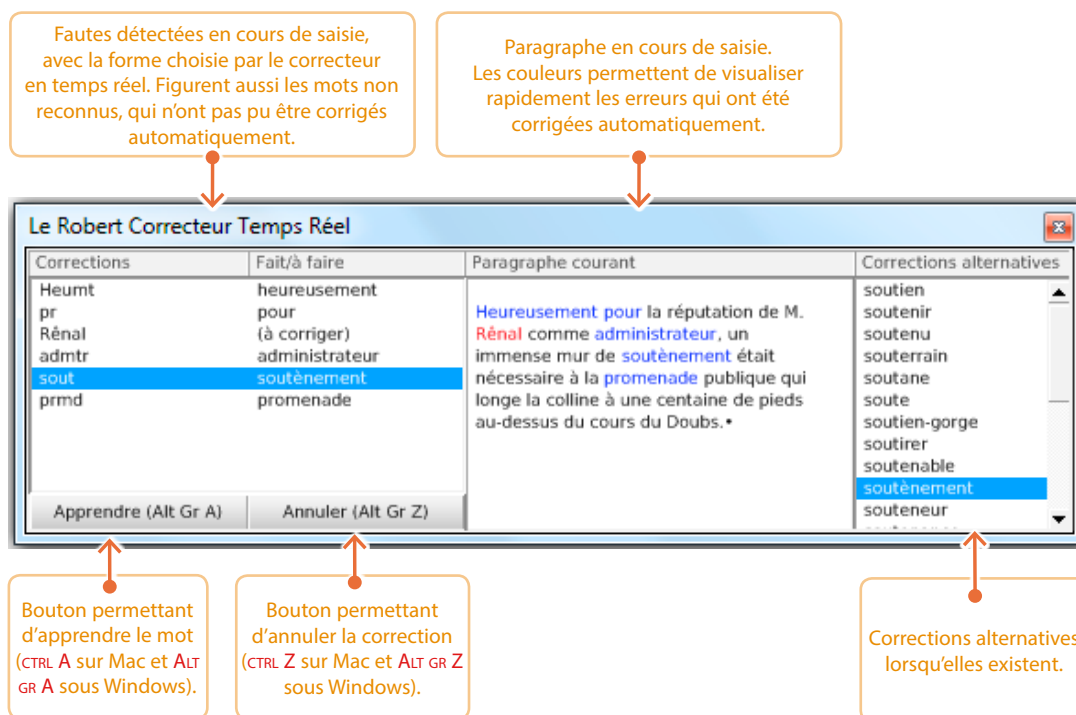 Fautes détectées en cours de saisie,
avec la forme choisie par le correcteur
en temps réel. Figurent aussi les mots non
reconnus, qui n’ont pas pu être corrigés
automatiquement.
Paragraphe en cours de saisie.
Les couleurs permettent de visualiser
rapidement les erreurs qui ont été
corrigées automatiquement.
Le Robert Correcteur Temps Réel
Corrections
Fait/à faire
Paragraphe courant
Corrections alternatives
Heumt heureusement
pr pour
Rênal (à corriger)
admtr administrateur
sout soutènement
prmd promenade
Heureusement pour la réputation de M.
Rênal comme administrateur, un
immense mur de soutènement était
nécessaire à la promenade publique qui
longe la colline à une centaine de pieds
au-dessus du cours du Doubs.•
soutien
soutenir
soutenu
souterrain
soutane
soute
soutien-gorge
soutirer
soutenable
soutènement
souteneur
Apprendre (Alt Gr A)
Annuler (Alt Gr Z)
Bouton permettant
d’apprendre le mot
(CTRL A sur Mac et ALT
GR A sous Windows).
Bouton permettant
d’annuler la correction
(CTRL Z sur Mac et ALT GR Z
sous Windows).
Corrections alternatives
lorsqu’elles existent.